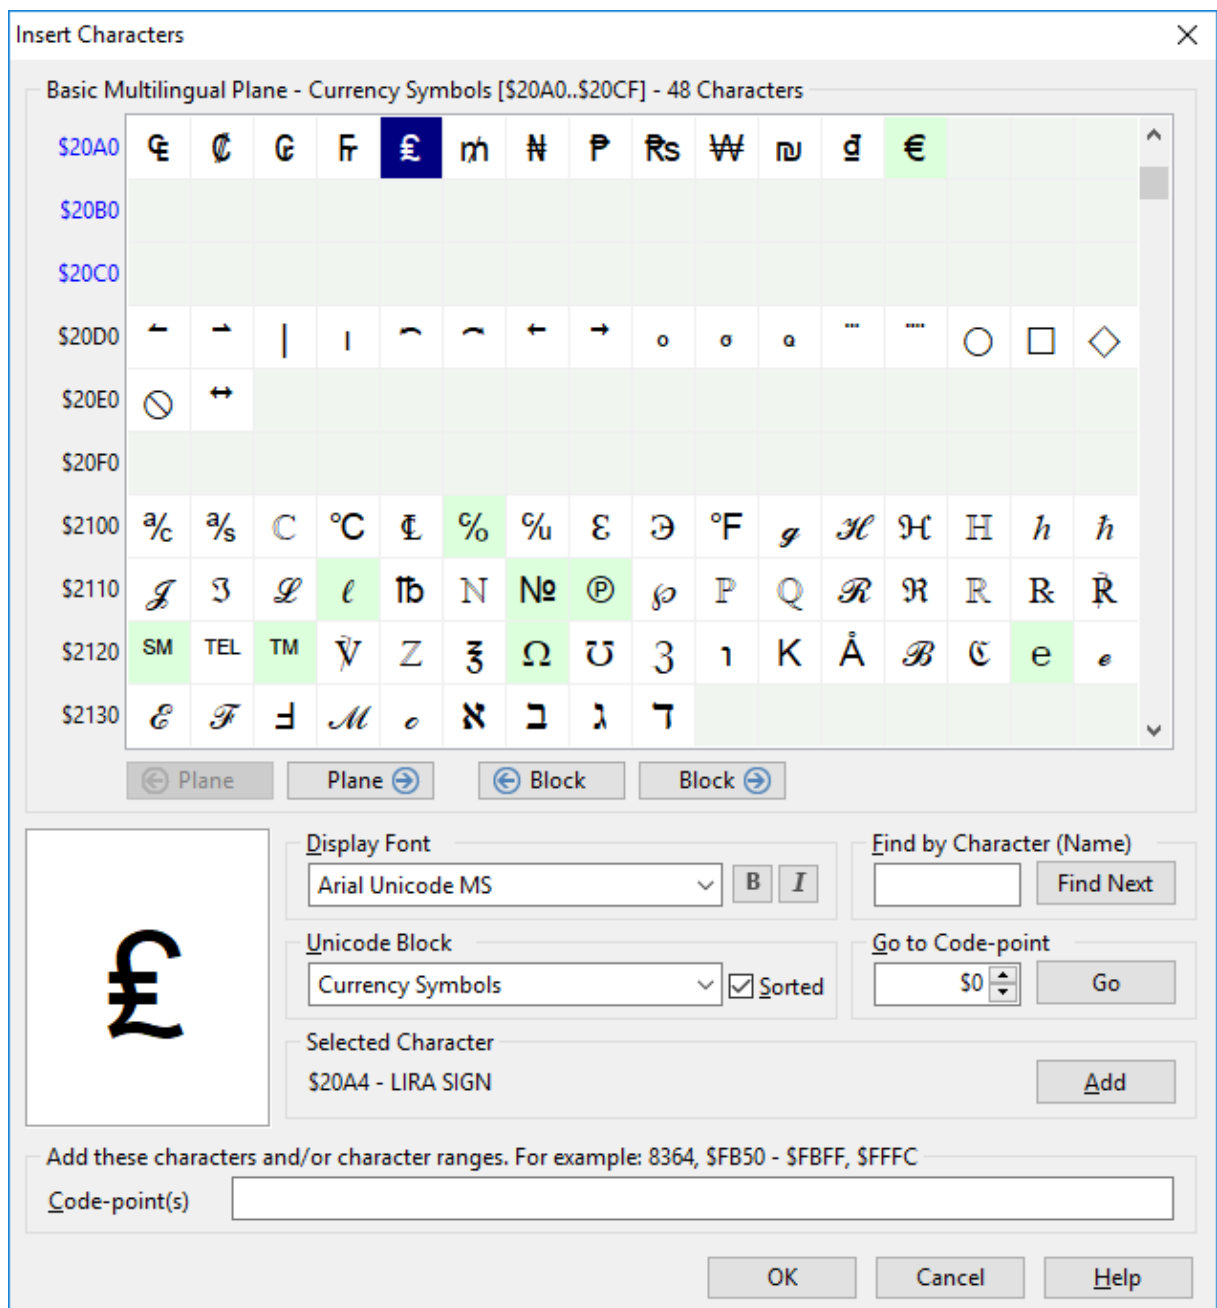 Insert Characters
Basic Multilingual Plane - Currency Symbols [$20A0..$20CF] - 48 Characters
$20A0 ₠ ₡ ₢ ₣ ₤ ₥ ₦ ₧ ₨ ₩ ₪ ₫ €
$20B0
$20C0
$20D0 ⃐ ⃑ ⃒ ⃓ ⃔ ⃕ ⃖ ⃗ ⃘ ⃙ ⃚ ⃛ ⃜ ⃝ ⃞ ⃟
$20E0 ⃠ ⃡
$20F0
$2100 ℀ ℁ ℂ ℃ ℄ ℅ ℆ ℇ ℈ ℉ ℊ ℋ ℌ ℍ ℎ ℏ
$2110 ℐ ℑ ℒ ℓ ℔ ℕ № ℗ ℘ ℙ ℚ ℛ ℜ ℝ ℞ ℟
$2120 ℠ ℡ ™ ℣ ℤ ℥ Ω ℧ ℨ ℩ K Å ℬ ℭ ℮ ℯ
$2130 ℰ ℱ Ⅎ ℳ ℴ ℵ ℶ ℷ ℸ
Plane Plane Block Block
Display Font
Find by Character (Name)
Arial Unicode MS B I
Find Next
Unicode Block
Go to Code-point
Currency Symbols Sorted
$0 Go
₤
Selected Character
$20A4 - LIRA SIGN
Add
Add these characters and/or character ranges. For example: 8364, $FB50 - $FBFF, $FFFC
Code-point(s)
OK Cancel Help